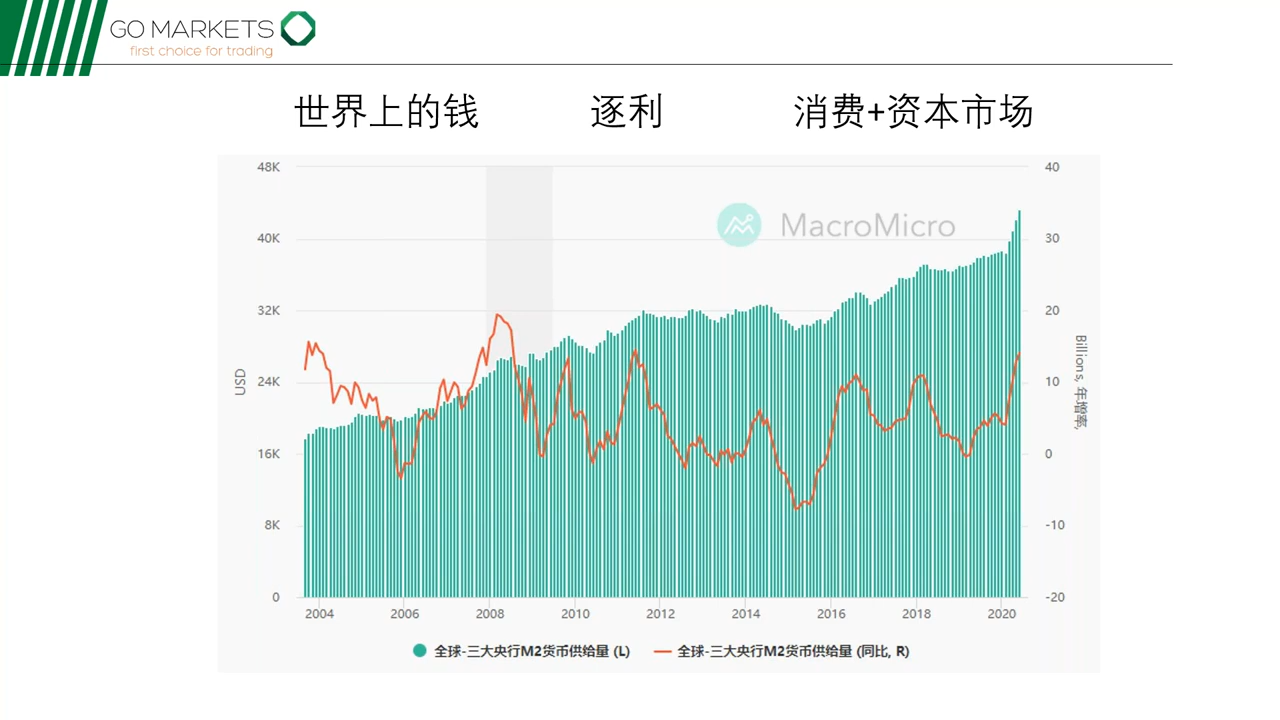 GO MARKETS
first choice for trading
世界上的钱 逐利 消费+资本市场
48K 40
MacroMicro
40K 30
32K 20
USD
24K 10
Billions, 年增率,
16K 0
8K -10
0 -20
2004 2006 2008 2010 2012 2014 2016 2018 2020
全球-三大央行M2货币供给量 (L) 全球-三大央行M2货币供给量 (同比, R)